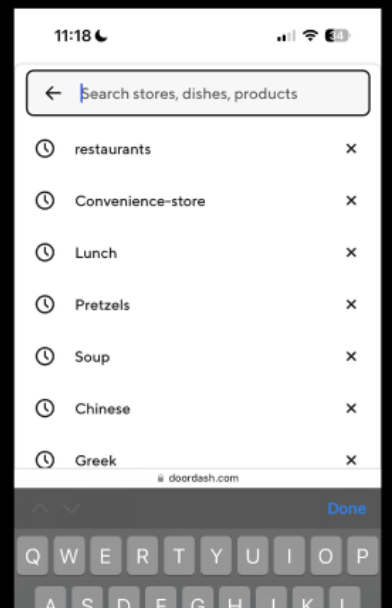 11:18
34
Search stores, dishes, products
restaurants
Convenience-store
Lunch
Pretzels
Soup
Chinese
Greek
doordash.com
Done
Q W E R T Y U I O P
A S D F G H J K L